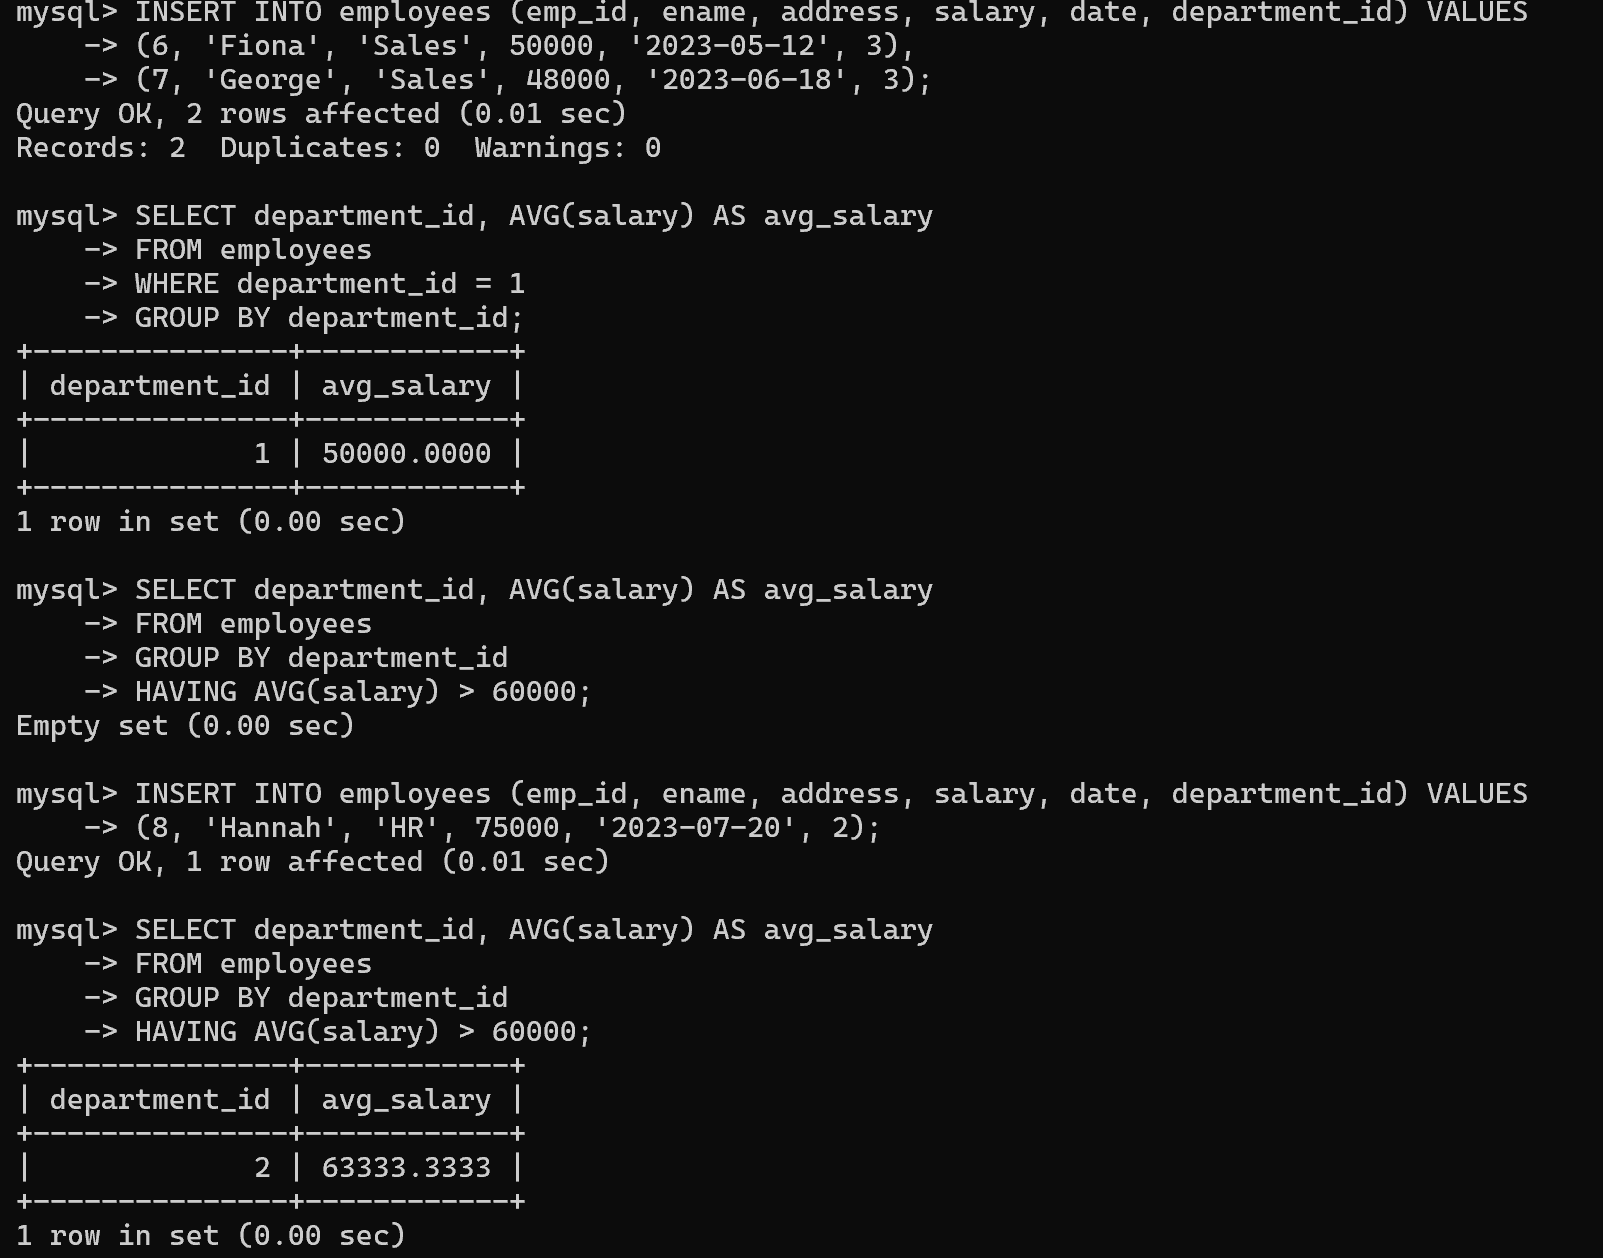 mysql> INSERT INTO employees (emp_id, ename, address, salary, date, department_id) VALUES
    -> (6, 'Fiona', 'Sales', 50000, '2023-05-12', 3),
    -> (7, 'George', 'Sales', 48000, '2023-06-18', 3);
Query OK, 2 rows affected (0.01 sec)
Records: 2  Duplicates: 0  Warnings: 0

mysql> SELECT department_id, AVG(salary) AS avg_salary
    -> FROM employees
    -> WHERE department_id = 1
    -> GROUP BY department_id;
+---------------+------------+
| department_id | avg_salary |
+---------------+------------+
|             1 | 50000.0000 |
+---------------+------------+
1 row in set (0.00 sec)

mysql> SELECT department_id, AVG(salary) AS avg_salary
    -> FROM employees
    -> GROUP BY department_id
    -> HAVING AVG(salary) > 60000;
Empty set (0.00 sec)

mysql> INSERT INTO employees (emp_id, ename, address, salary, date, department_id) VALUES
    -> (8, 'Hannah', 'HR', 75000, '2023-07-20', 2);
Query OK, 1 row affected (0.01 sec)

mysql> SELECT department_id, AVG(salary) AS avg_salary
    -> FROM employees
    -> GROUP BY department_id
    -> HAVING AVG(salary) > 60000;
+---------------+------------+
| department_id | avg_salary |
+---------------+------------+
|             2 | 63333.3333 |
+---------------+------------+
1 row in set (0.00 sec)